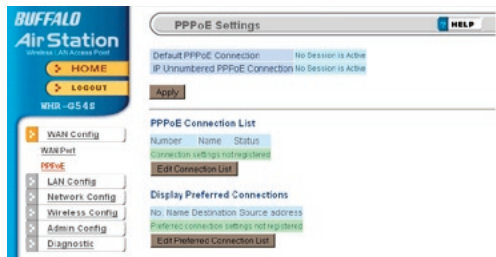 BUFFALO
AirStation
Wireless LAN Access Point
HOME
LOGOUT
WHR-G54S
WAN Config
WAN Port
PPPoE
LAN Config
Network Config
Wireless Config
Admin Config
Diagnostic
PPPoE Settings
HELP
Default PPPoE Connection No Session is Active
IP Unnumbered PPPoE Connection No Session is Active
Apply
PPPoE Connection List
Number Name Status
Connection settings not registered
Edit Connection List
Display Preferred Connections
No. Name Destination Source address
Preferred connection settings not registered
Edit Preferred Connection List